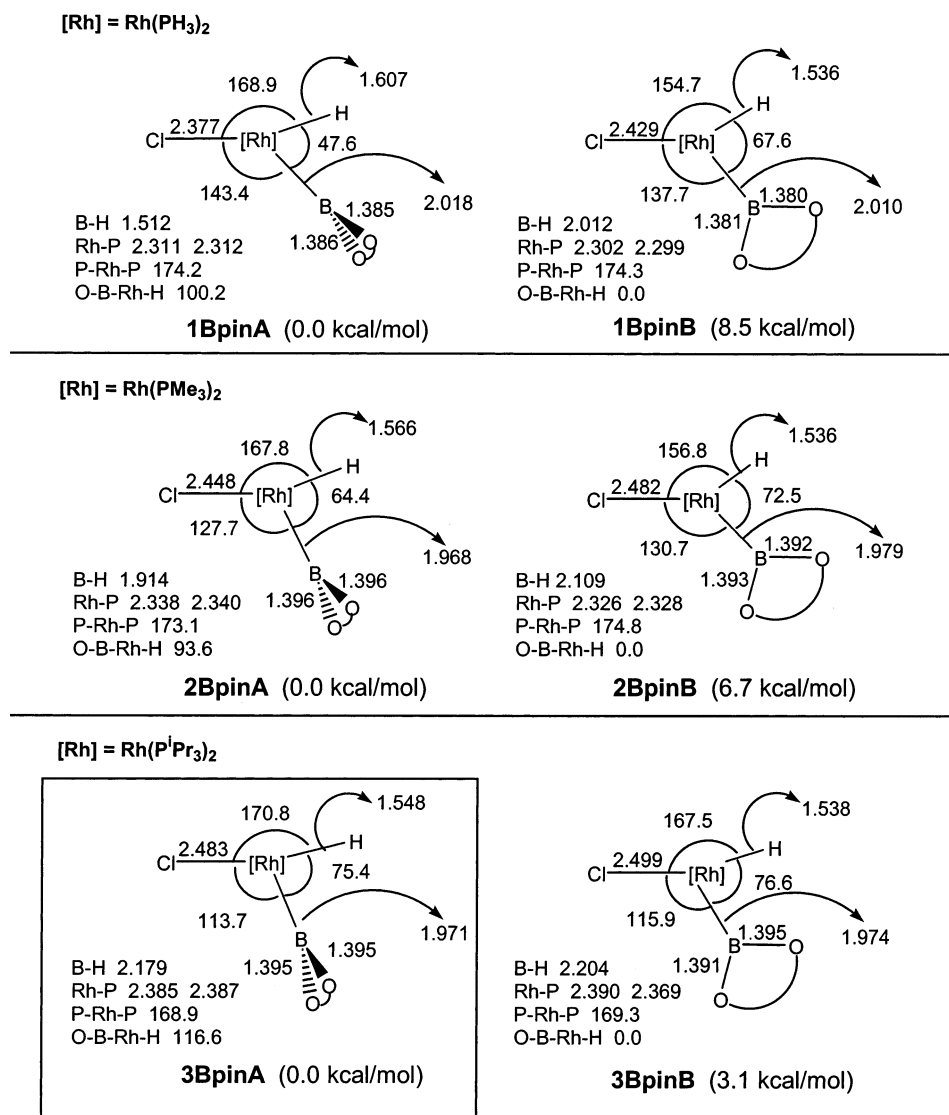 [Rh] = Rh(PH3)2
168.9
1.607
H
Cl
2.377
[Rh]
47.6
143.4
2.018
B
1.385
1.386
O
O
B-H 1.512
Rh-P 2.311 2.312
P-Rh-P 174.2
O-B-Rh-H 100.2
1BpinA (0.0 kcal/mol)
154.7
1.536
H
Cl
2.429
[Rh]
67.6
137.7
2.010
B
1.380
O
1.381
O
B-H 2.012
Rh-P 2.302 2.299
P-Rh-P 174.3
O-B-Rh-H 0.0
1BpinB (8.5 kcal/mol)
[Rh] = Rh(PMe3)2
167.8
1.566
H
Cl
2.448
[Rh]
64.4
127.7
1.968
B
1.396
1.396
O
O
B-H 1.914
Rh-P 2.338 2.340
P-Rh-P 173.1
O-B-Rh-H 93.6
2BpinA (0.0 kcal/mol)
156.8
1.536
H
Cl
2.482
[Rh]
72.5
130.7
1.979
B
1.392
O
1.393
O
B-H 2.109
Rh-P 2.326 2.328
P-Rh-P 174.8
O-B-Rh-H 0.0
2BpinB (6.7 kcal/mol)
[Rh] = Rh(PiPr3)2
170.8
1.548
H
Cl
2.483
[Rh]
75.4
113.7
1.971
B
1.395
1.395
O
O
B-H 2.179
Rh-P 2.385 2.387
P-Rh-P 168.9
O-B-Rh-H 116.6
3BpinA (0.0 kcal/mol)
167.5
1.538
H
Cl
2.499
[Rh]
76.6
115.9
1.974
B
1.395
O
1.391
O
B-H 2.204
Rh-P 2.390 2.369
P-Rh-P 169.3
O-B-Rh-H 0.0
3BpinB (3.1 kcal/mol)